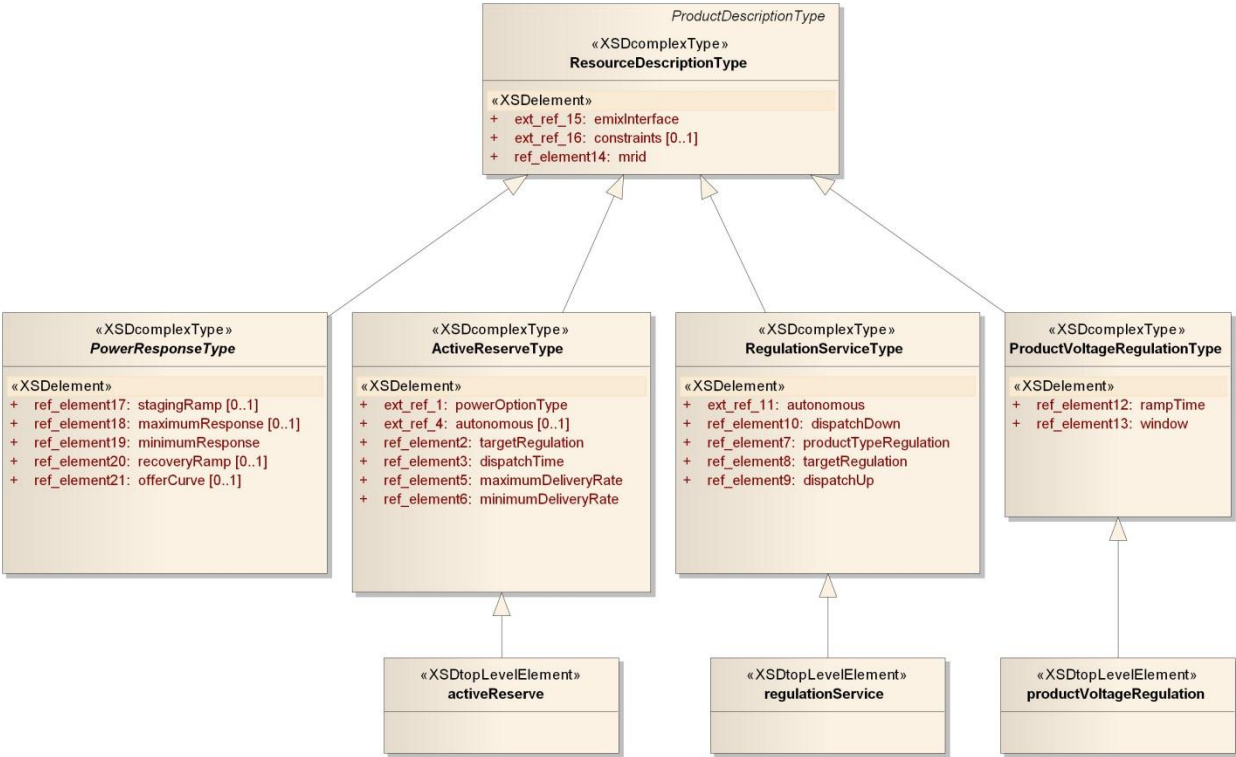 ProductDescriptionType
«XSDcomplexType»
ResourceDescriptionType
«XSDelement»
+ ext_ref_15: emixInterface
+ ext_ref_16: constraints [0..1]
+ ref_element14: mrid
«XSDcomplexType»
PowerResponseType
«XSDelement»
+ ref_element17: stagingRamp [0..1]
+ ref_element18: maximumResponse [0..1]
+ ref_element19: minimumResponse
+ ref_element20: recoveryRamp [0..1]
+ ref_element21: offerCurve [0..1]
«XSDcomplexType»
ActiveReserveType
«XSDelement»
+ ext_ref_1: powerOptionType
+ ext_ref_4: autonomous [0..1]
+ ref_element2: targetRegulation
+ ref_element3: dispatchTime
+ ref_element5: maximumDeliveryRate
+ ref_element6: minimumDeliveryRate
«XSDcomplexType»
RegulationServiceType
«XSDelement»
+ ext_ref_11: autonomous
+ ref_element10: dispatchDown
+ ref_element7: productTypeRegulation
+ ref_element8: targetRegulation
+ ref_element9: dispatchUp
«XSDcomplexType»
ProductVoltageRegulationType
«XSDelement»
+ ref_element12: rampTime
+ ref_element13: window
«XSDtopLevelElement»
activeReserve
«XSDtopLevelElement»
regulationService
«XSDtopLevelElement»
productVoltageRegulation